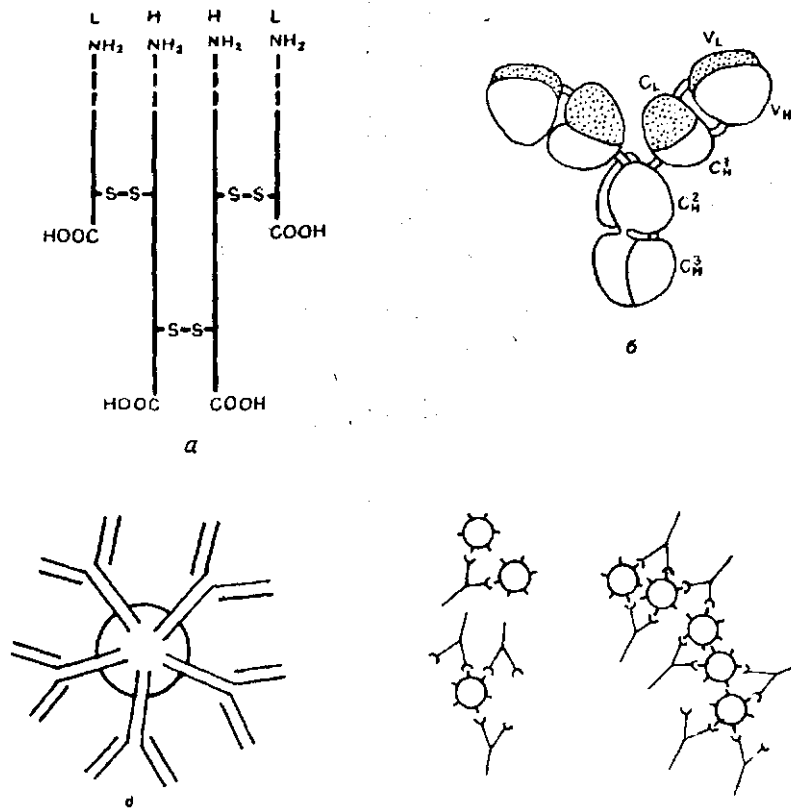 L H H L
NH₂ NH₂ NH₂ NH₂
S–S S–S
HOOC COOH
S–S
HOOC COOH
а
V_L
C_L
V_H
C_H^1
C_H^2
C_H^3
б
d